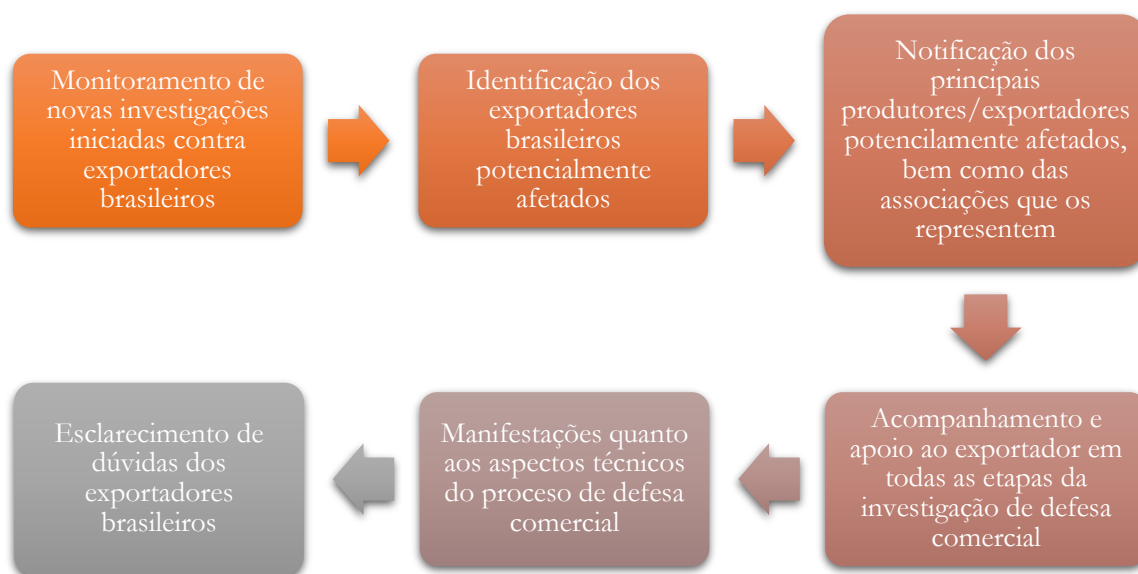 Monitoramento de
novas investigações
iniciadas contra
exportadores
brasileiros
Identificação dos
exportadores
brasileiros
potencialmente
afetados
Notificação dos
principais
produtores/exportadores
potencilamente afetados,
bem como das
associações que os
representem
Acompanhamento e
apoio ao exportador em
todas as etapas da
investigação de defesa
comercial
Manifestações quanto
aos aspectos técnicos
do processo de defesa
comercial
Esclarecimento de
dúvidas dos
exportadores
brasileiros